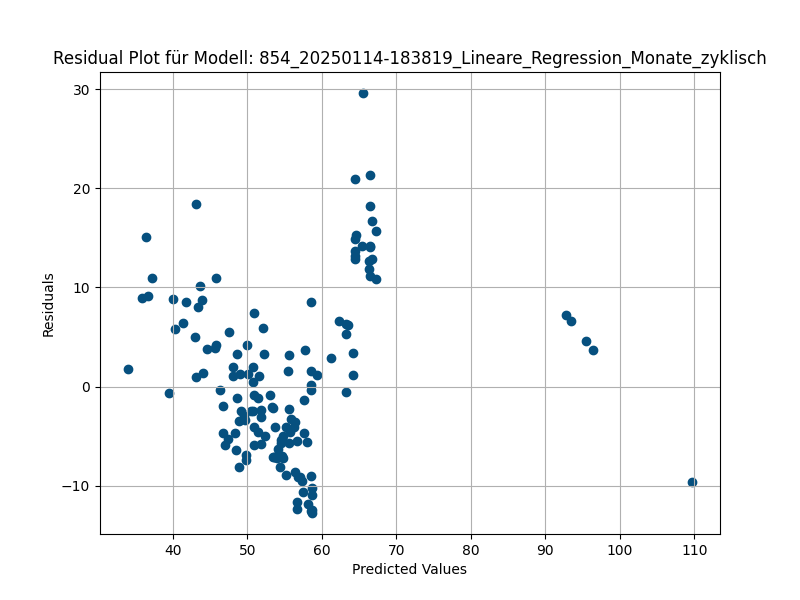 Residual Plot für Modell: 854_20250114-183819_Lineare_Regression_Monate_zyklisch
30
20
10
0
−10
Residuals
40 50 60 70 80 90 100 110
Predicted Values